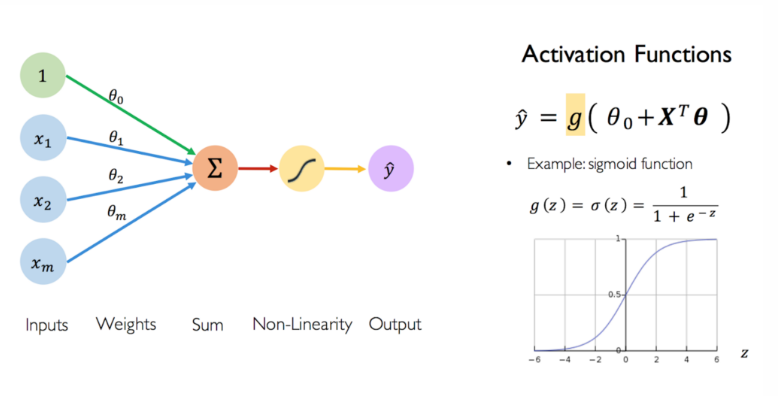 1
θ₀
x₁
θ₁
x₂
θ₂
xₘ
θₘ
Σ
ŷ
Inputs Weights Sum Non-Linearity Output
Activation Functions
ŷ = g ( θ₀ + Xᵀ θ )
• Example: sigmoid function
g (z) = σ (z) = 1 / (1 + e⁻ᶻ)
1
0.5
0
-6 -4 -2 0 2 4 6
z